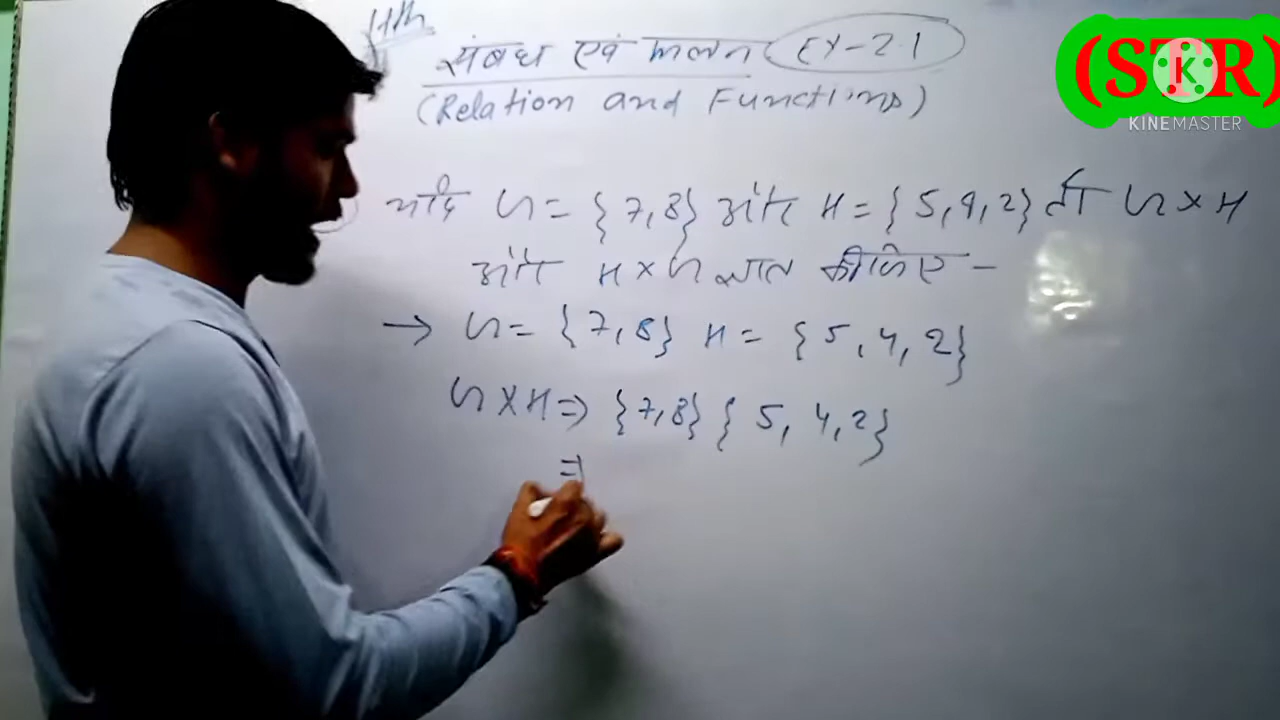 11th
संबंध एवं फलन Ex-2.1
(Relation and Functions)
यदि G = {7,8} और H = {5,4,2} तो G×H
और H×G ज्ञात कीजिए -
→ G = {7,8} H = {5,4,2}
G×H ⇒ {7,8} {5,4,2}
⇒
(STR)
K
KINEMASTER